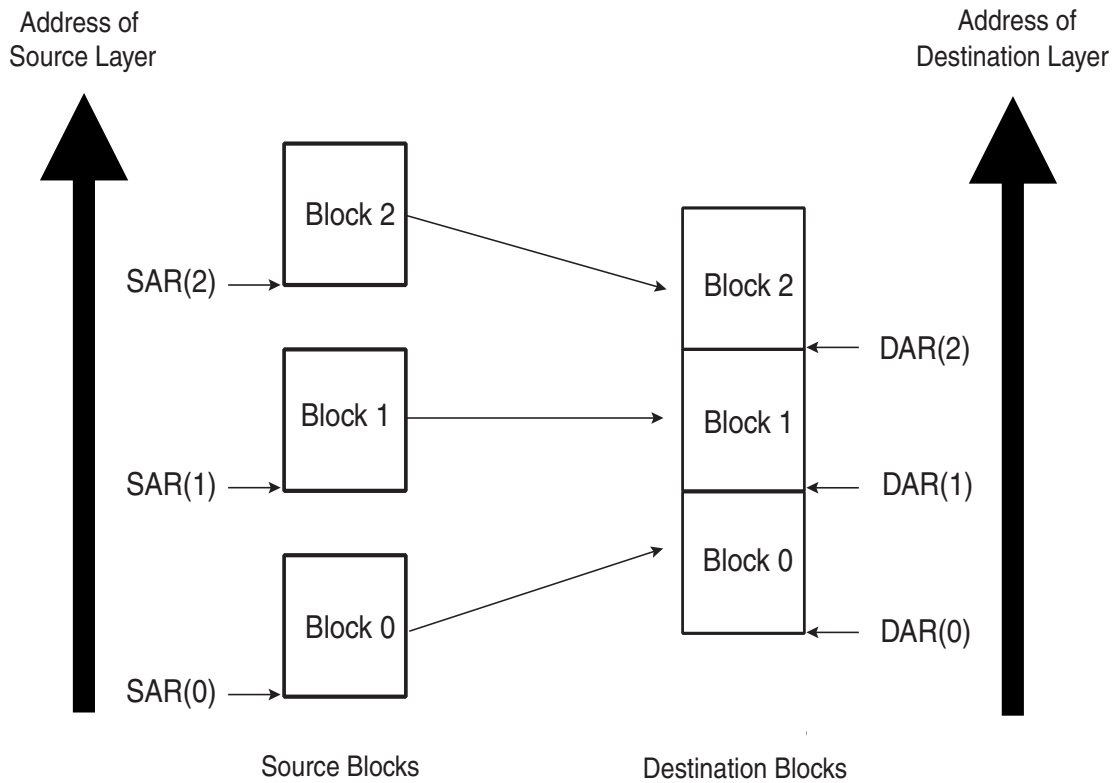 Address of
Source Layer
Address of
Destination Layer
Block 2
SAR(2)
Block 2
DAR(2)
Block 1
Block 1
SAR(1)
DAR(1)
Block 0
Block 0
DAR(0)
SAR(0)
Source Blocks
Destination Blocks